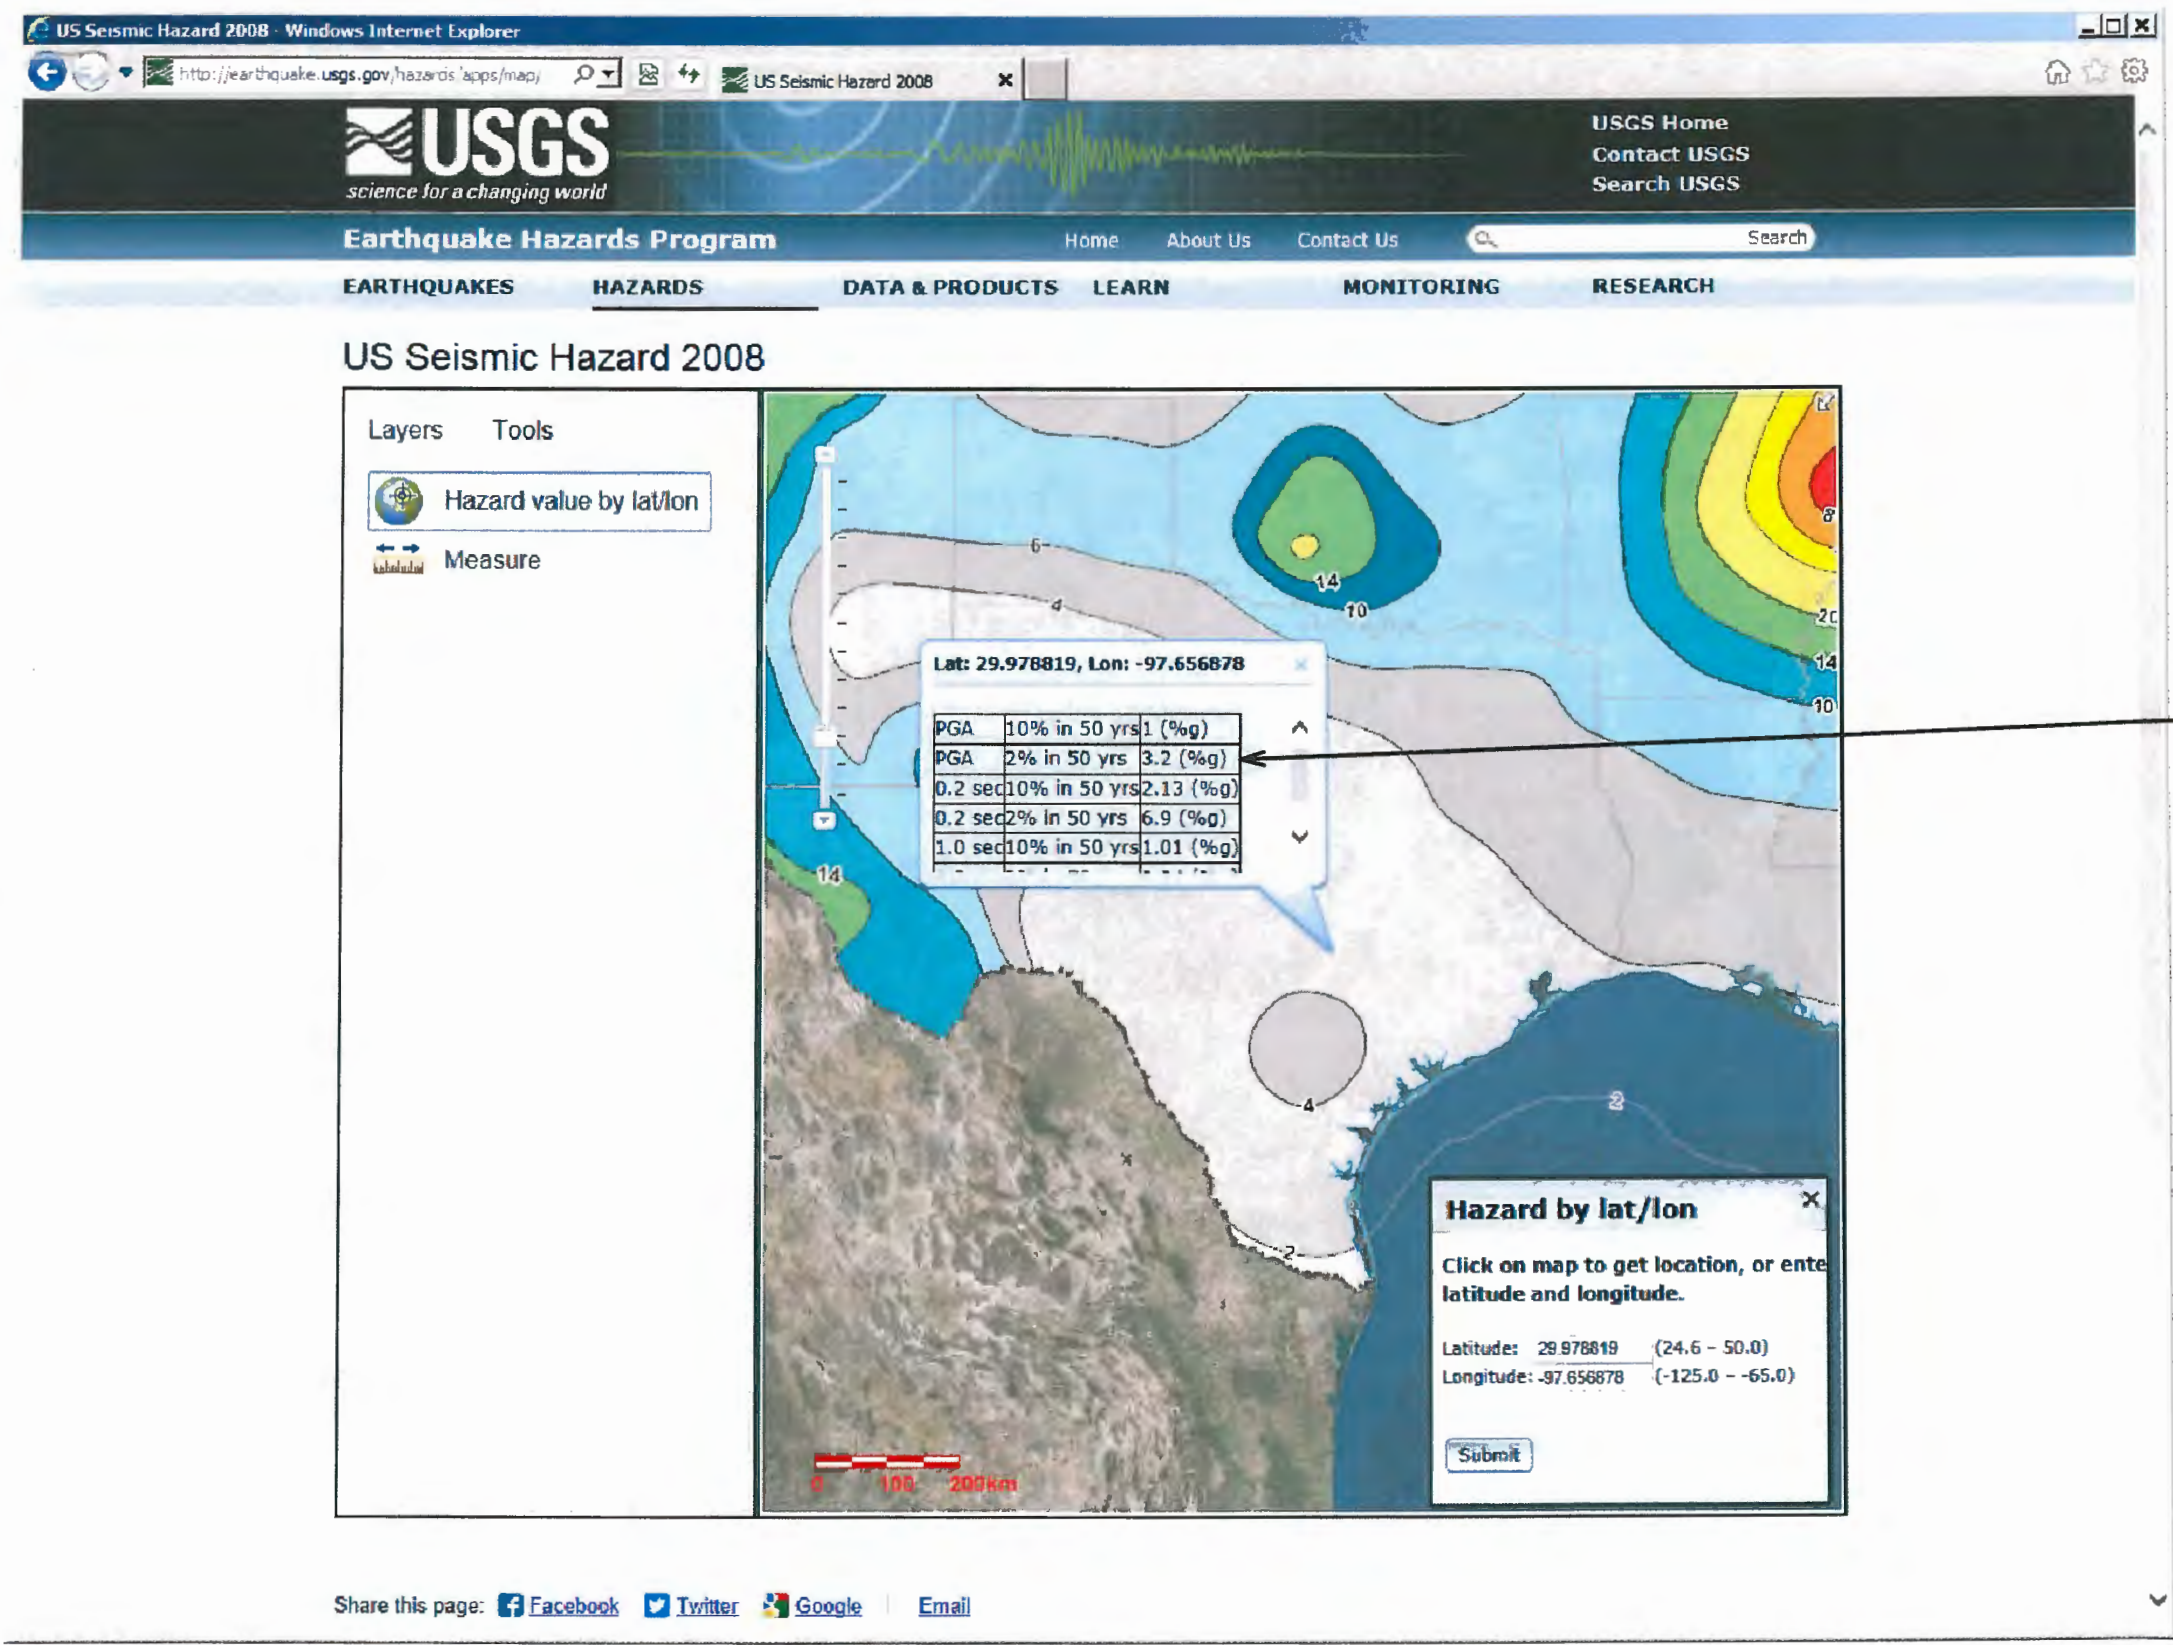 US Seismic Hazard 2008 - Windows Internet Explorer
http://earthquake.usgs.gov/hazards/apps/map/
US Seismic Hazard 2008
USGS
science for a changing world
USGS Home
Contact USGS
Search USGS
Earthquake Hazards Program
Home About Us Contact Us Search
EARTHQUAKES HAZARDS DATA & PRODUCTS LEARN MONITORING RESEARCH
US Seismic Hazard 2008
Layers Tools
Hazard value by lat/lon
Measure
8
6
14
4
10
20
14
10
Lat: 29.978819, Lon: -97.656878
PGA 10% in 50 yrs 1 (%g)
PGA 2% in 50 yrs 3.2 (%g)
0.2 sec 10% in 50 yrs 2.13 (%g)
0.2 sec 2% in 50 yrs 6.9 (%g)
1.0 sec 10% in 50 yrs 1.01 (%g)
14
4
2
2
Hazard by lat/lon
Click on map to get location, or ente
latitude and longitude.
Latitude: 29.978819 (24.6 - 50.0)
Longitude: -97.656878 (-125.0 - -65.0)
Submit
0 100 200km
Share this page: Facebook Twitter Google Email